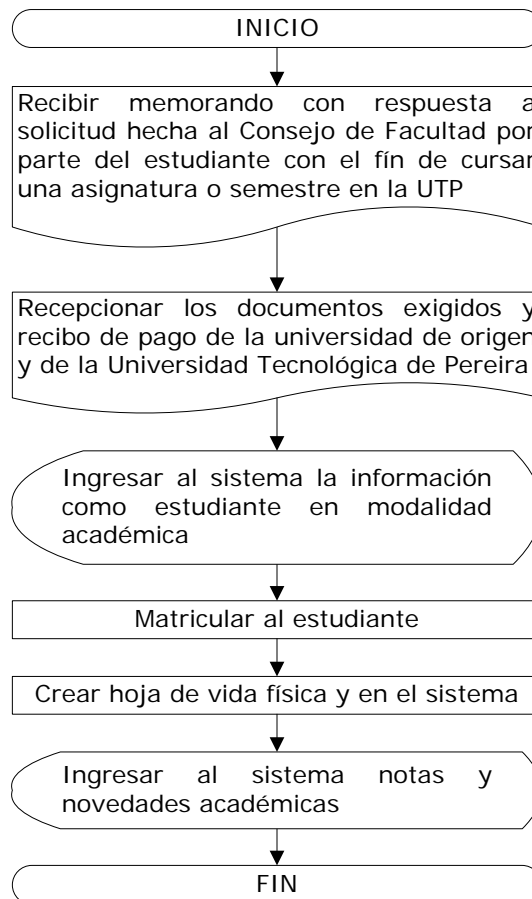 INICIO
Recibir memorando con respuesta a
solicitud hecha al Consejo de Facultad por
parte del estudiante con el fín de cursar
una asignatura o semestre en la UTP
Recepcionar los documentos exigidos y
recibo de pago de la universidad de origen
y de la Universidad Tecnológica de Pereira
Ingresar al sistema la información
como estudiante en modalidad
académica
Matricular al estudiante
Crear hoja de vida física y en el sistema
Ingresar al sistema notas y
novedades académicas
FIN